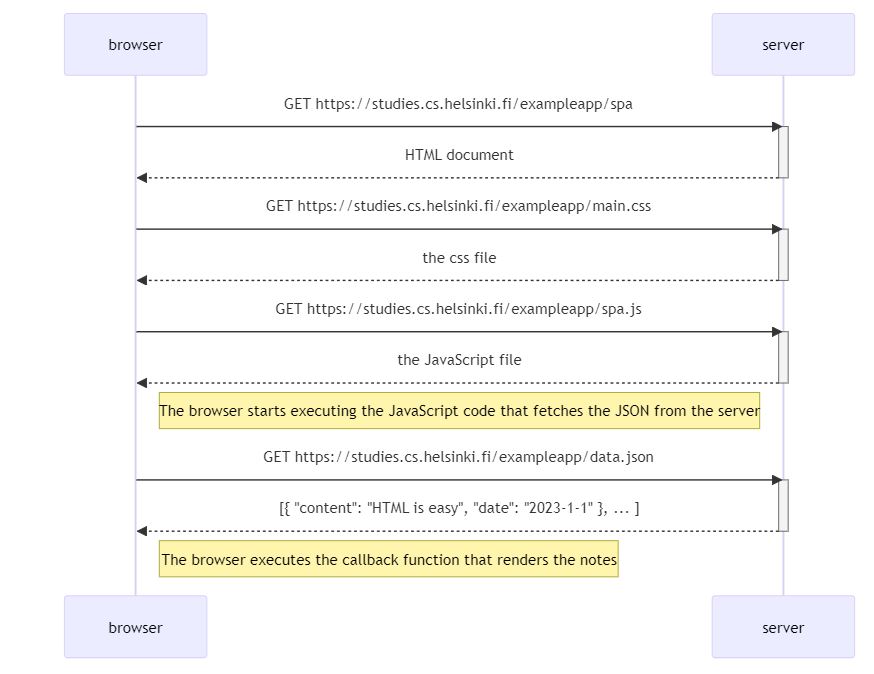 browser
server
GET https://studies.cs.helsinki.fi/exampleapp/spa
HTML document
GET https://studies.cs.helsinki.fi/exampleapp/main.css
the css file
GET https://studies.cs.helsinki.fi/exampleapp/spa.js
the JavaScript file
The browser starts executing the JavaScript code that fetches the JSON from the server
GET https://studies.cs.helsinki.fi/exampleapp/data.json
[{ "content": "HTML is easy", "date": "2023-1-1" }, ... ]
The browser executes the callback function that renders the notes
browser
server